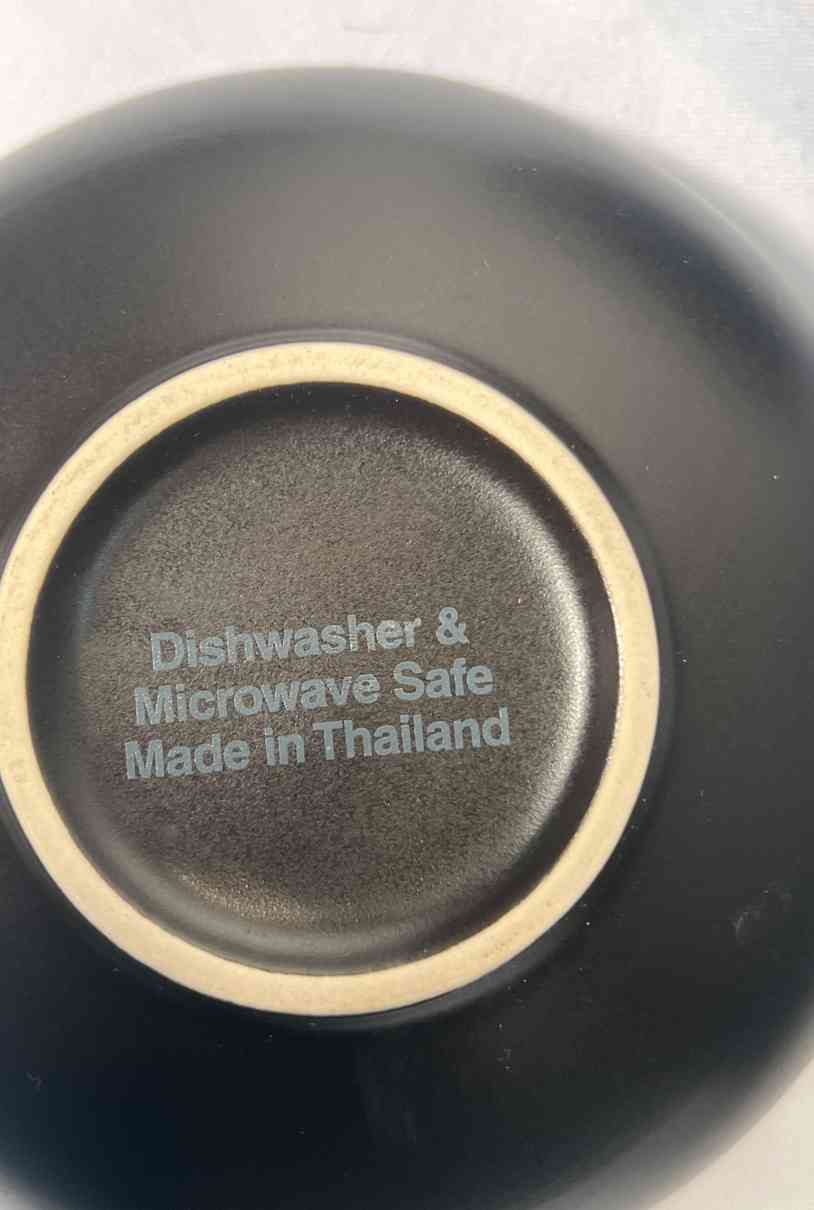 Dishwasher &
Microwave Safe
Made in Thailand